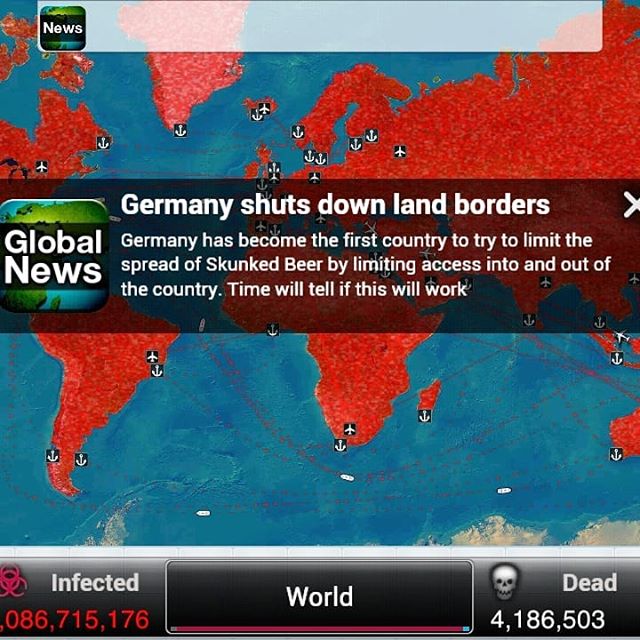 News
Germany shuts down land borders
Global
News
Germany has become the first country to try to limit the
spread of Skunked Beer by limiting access into and out of
the country. Time will tell if this will work
Infected
,086,715,176
World
Dead
4,186,503